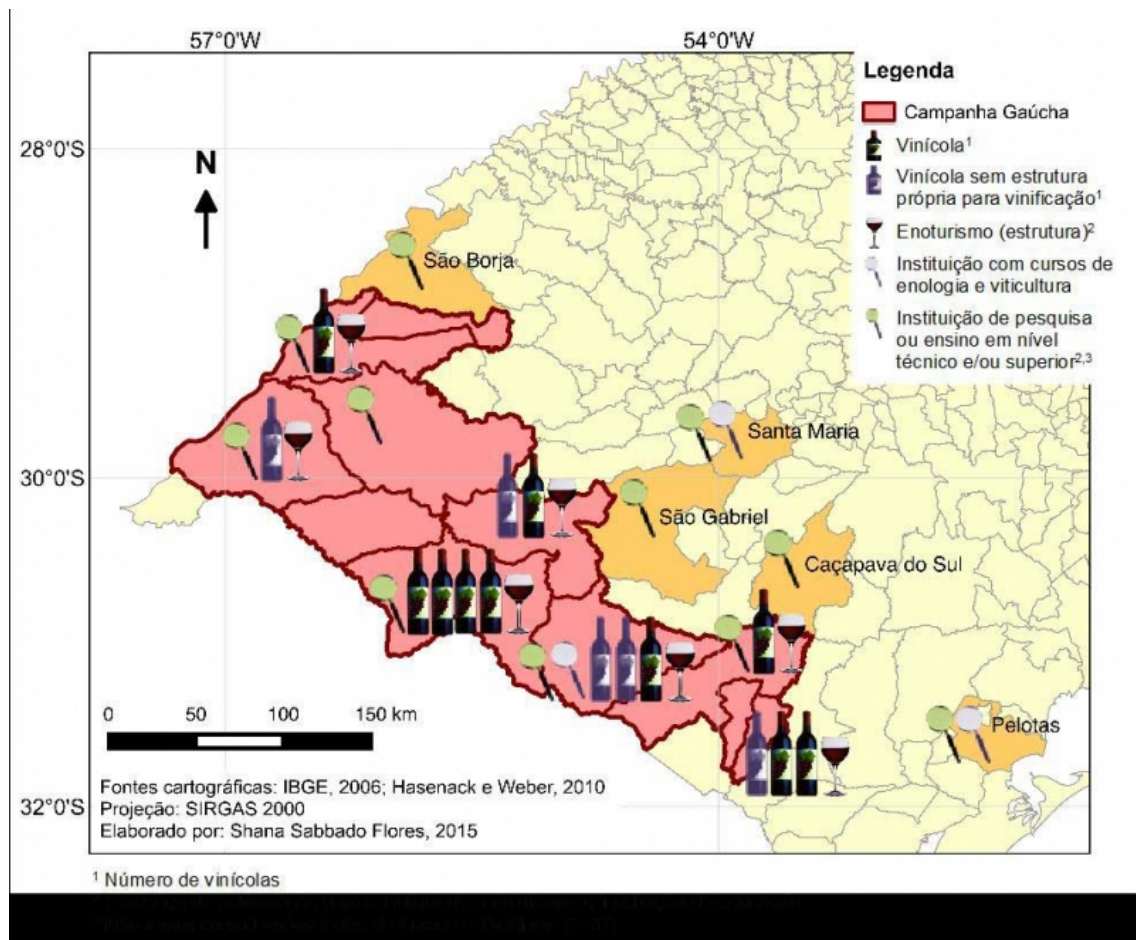 57°0'W
54°0'W
Legenda
Campanha Gaúcha
Vinícola¹
Vinícola sem estrutura
própria para vinificação¹
Enoturismo (estrutura)²
Instituição com cursos de
enologia e viticultura
Instituição de pesquisa
ou ensino em nível
técnico e/ou superior²,³
28°0'S
N
São Borja
Santa Maria
30°0'S
São Gabriel
Caçapava do Sul
Pelotas
0 50 100 150 km
Fontes cartográficas: IBGE, 2006; Hasenack e Weber, 2010
Projeção: SIRGAS 2000
32°0'S
Elaborado por: Shana Sabbado Flores, 2015
¹ Número de vinícolas